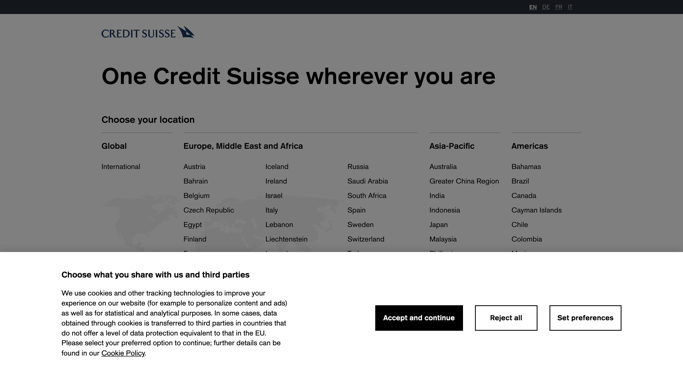 EN DE FR IT
CREDIT SUISSE
One Credit Suisse wherever you are
Choose your location
Global
International
Europe, Middle East and Africa
Austria
Bahrain
Belgium
Czech Republic
Egypt
Finland
Iceland
Ireland
Israel
Italy
Lebanon
Liechtenstein
Russia
Saudi Arabia
South Africa
Spain
Sweden
Switzerland
Asia-Pacific
Australia
Greater China Region
India
Indonesia
Japan
Malaysia
Americas
Bahamas
Brazil
Canada
Cayman Islands
Chile
Colombia
Choose what you share with us and third parties
We use cookies and other tracking technologies to improve your
experience on our website (for example to personalize content and ads)
as well as for statistical and analytical purposes. In some cases, data
obtained through cookies is transferred to third parties in countries that
do not offer a level of data protection equivalent to that in the EU.
Please select your preferred option to continue; further details can be
found in our Cookie Policy.
Accept and continue
Reject all
Set preferences